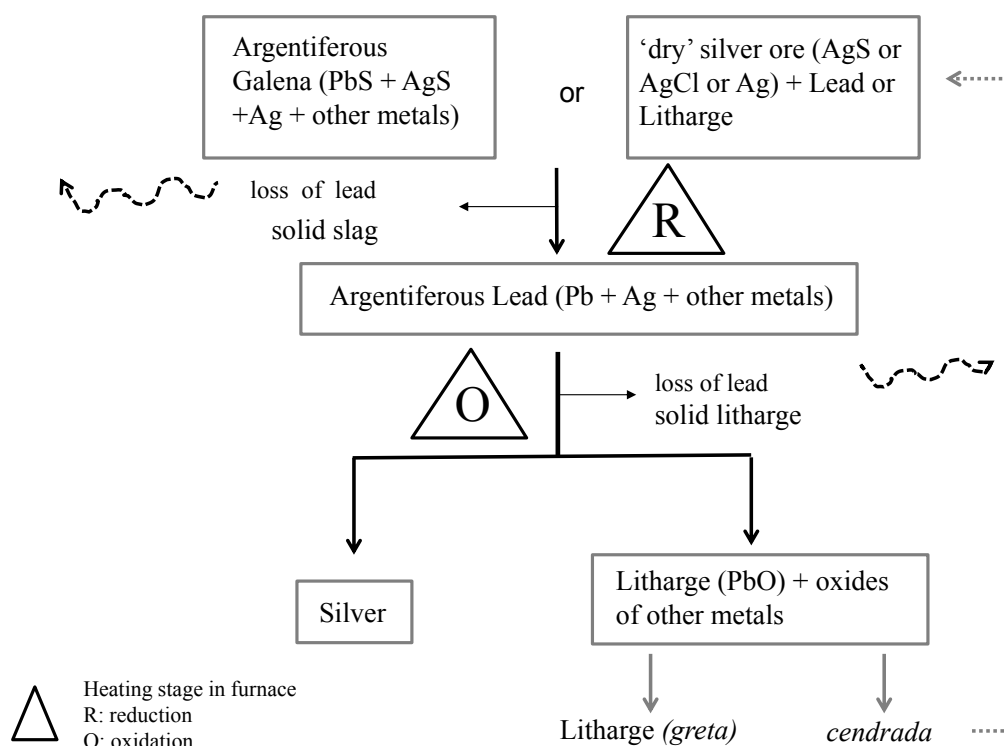 Argentiferous
Galena (PbS + AgS
+Ag + other metals)
or
‘dry’ silver ore (AgS or
AgCl or Ag) + Lead or
Litharge
loss of lead
solid slag
R
Argentiferous Lead (Pb + Ag + other metals)
O
loss of lead
solid litharge
Silver
Litharge (PbO) + oxides
of other metals
Heating stage in furnace
R: reduction
O: oxidation
Litharge (greta)
cendrada